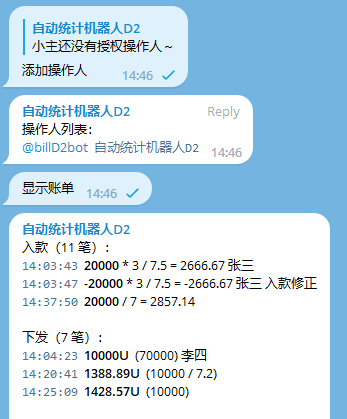 自动统计机器人D2
小主还没有授权操作人～
添加操作人
14:46
自动统计机器人D2 Reply
操作人列表：
@billD2bot 自动统计机器人D2
14:46
显示账单
14:46
自动统计机器人D2
入款（11 笔）：
14:03:43 20000 * 3 / 7.5 = 2666.67 张三
14:03:47 -20000 * 3 / 7.5 = -2666.67 张三 入款修正
14:37:50 20000 / 7 = 2857.14
下发（7 笔）：
14:04:23 10000U (70000) 李四
14:20:41 1388.89U (10000 / 7.2)
14:25:09 1428.57U (10000)